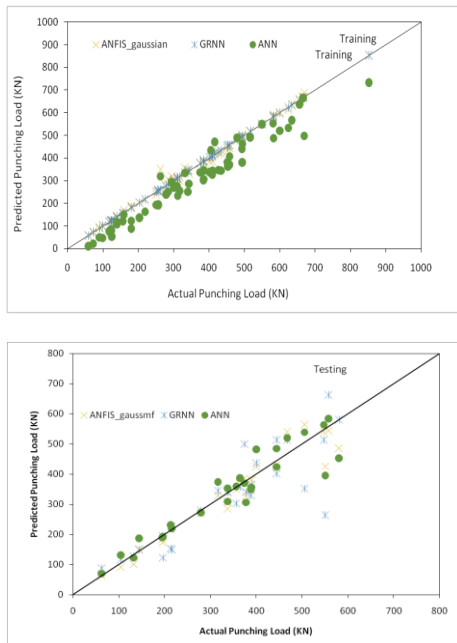 1000
Training
900
ANFIS_gaussian GRNN ANN Training
800
700
600
500
400
300
200
100
0
0 100 200 300 400 500 600 700 800 900 1000
Predicted Punching Load (KN)
Actual Punching Load (KN)
800
Testing
700
600
ANFIS_gaussmf GRNN ANN
500
400
300
200
100
0
0 100 200 300 400 500 600 700 800
Predicted Punching Load (KN)
Actual Punching Load (KN)